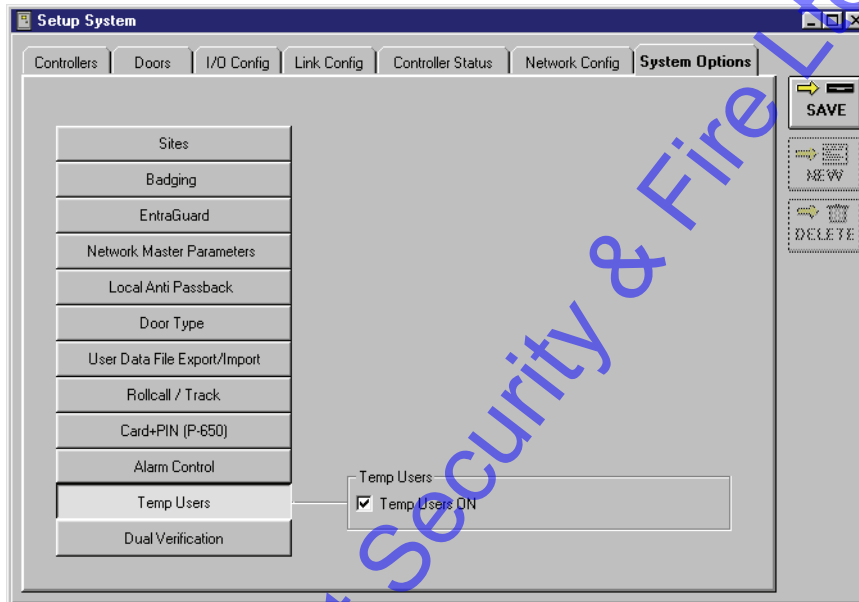 Setup System
Controllers Doors I/O Config Link Config Controller Status Network Config System Options
SAVE
NEW
DELETE
Sites
Badging
EntraGuard
Network Master Parameters
Local Anti Passback
Door Type
User Data File Export/Import
Rollcall / Track
Card+PIN (P-650)
Alarm Control
Temp Users
Dual Verification
Temp Users
Temp Users ON
Security & Fire Ltd